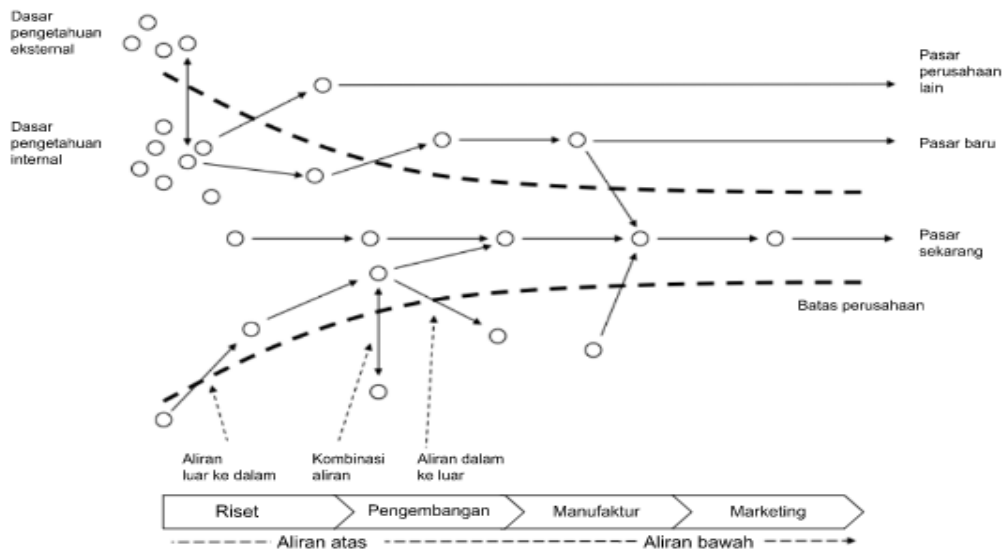 Dasar
pengetahuan
eksternal
Pasar
perusahaan
lain
Dasar
pengetahuan
internal
Pasar baru
Pasar
sekarang
Batas perusahaan
Aliran
luar ke dalam
Kombinasi
aliran
Aliran dalam
ke luar
Riset
Pengembangan
Manufaktur
Marketing
Aliran atas
Aliran bawah